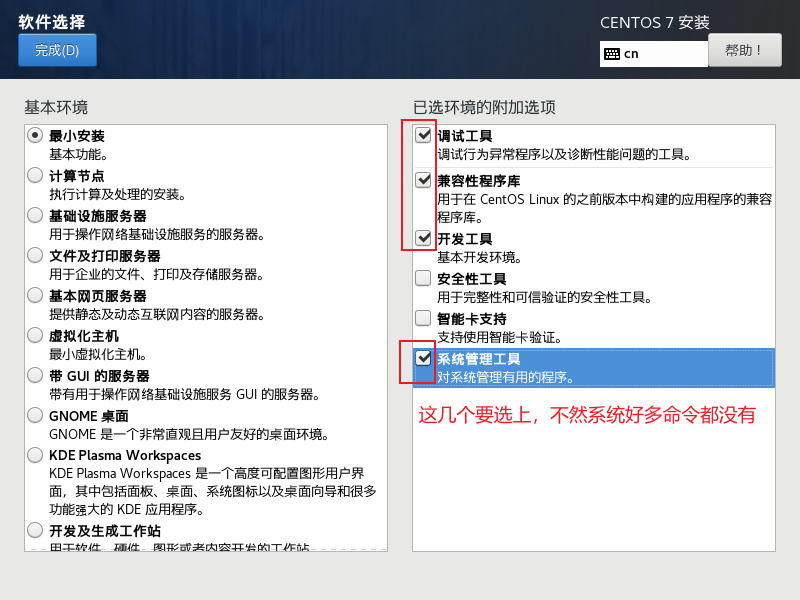 软件选择
CENTOS 7 安装
完成(D)
cn
帮助！
基本环境
最小安装
基本功能。
计算节点
执行计算及处理的安装。
基础设施服务器
用于操作网络基础设施服务的服务器。
文件及打印服务器
用于企业的文件、打印及存储服务器。
基本网页服务器
提供静态及动态互联网内容的服务器。
虚拟化主机
最小虚拟化主机。
带 GUI 的服务器
带有用于操作网络基础设施服务 GUI 的服务器。
GNOME 桌面
GNOME 是一个非常直观且用户友好的桌面环境。
KDE Plasma Workspaces
KDE Plasma Workspaces 是一个高度可配置图形用户界
面，其中包括面板、桌面、系统图标以及桌面向导和很多
功能强大的 KDE 应用程序。
开发及生成工作站
用于软件、硬件、图形或者内容开发的工作站。
已选环境的附加选项
调试工具
调试行为异常程序以及诊断性能问题的工具。
兼容性程序库
用于在 CentOS Linux 的之前版本中构建的应用程序的兼容
程序库。
开发工具
基本开发环境。
安全性工具
用于完整性和可信验证的安全性工具。
智能卡支持
支持使用智能卡验证。
系统管理工具
对系统管理有用的程序。
这几个要选上，不然系统好多命令都没有